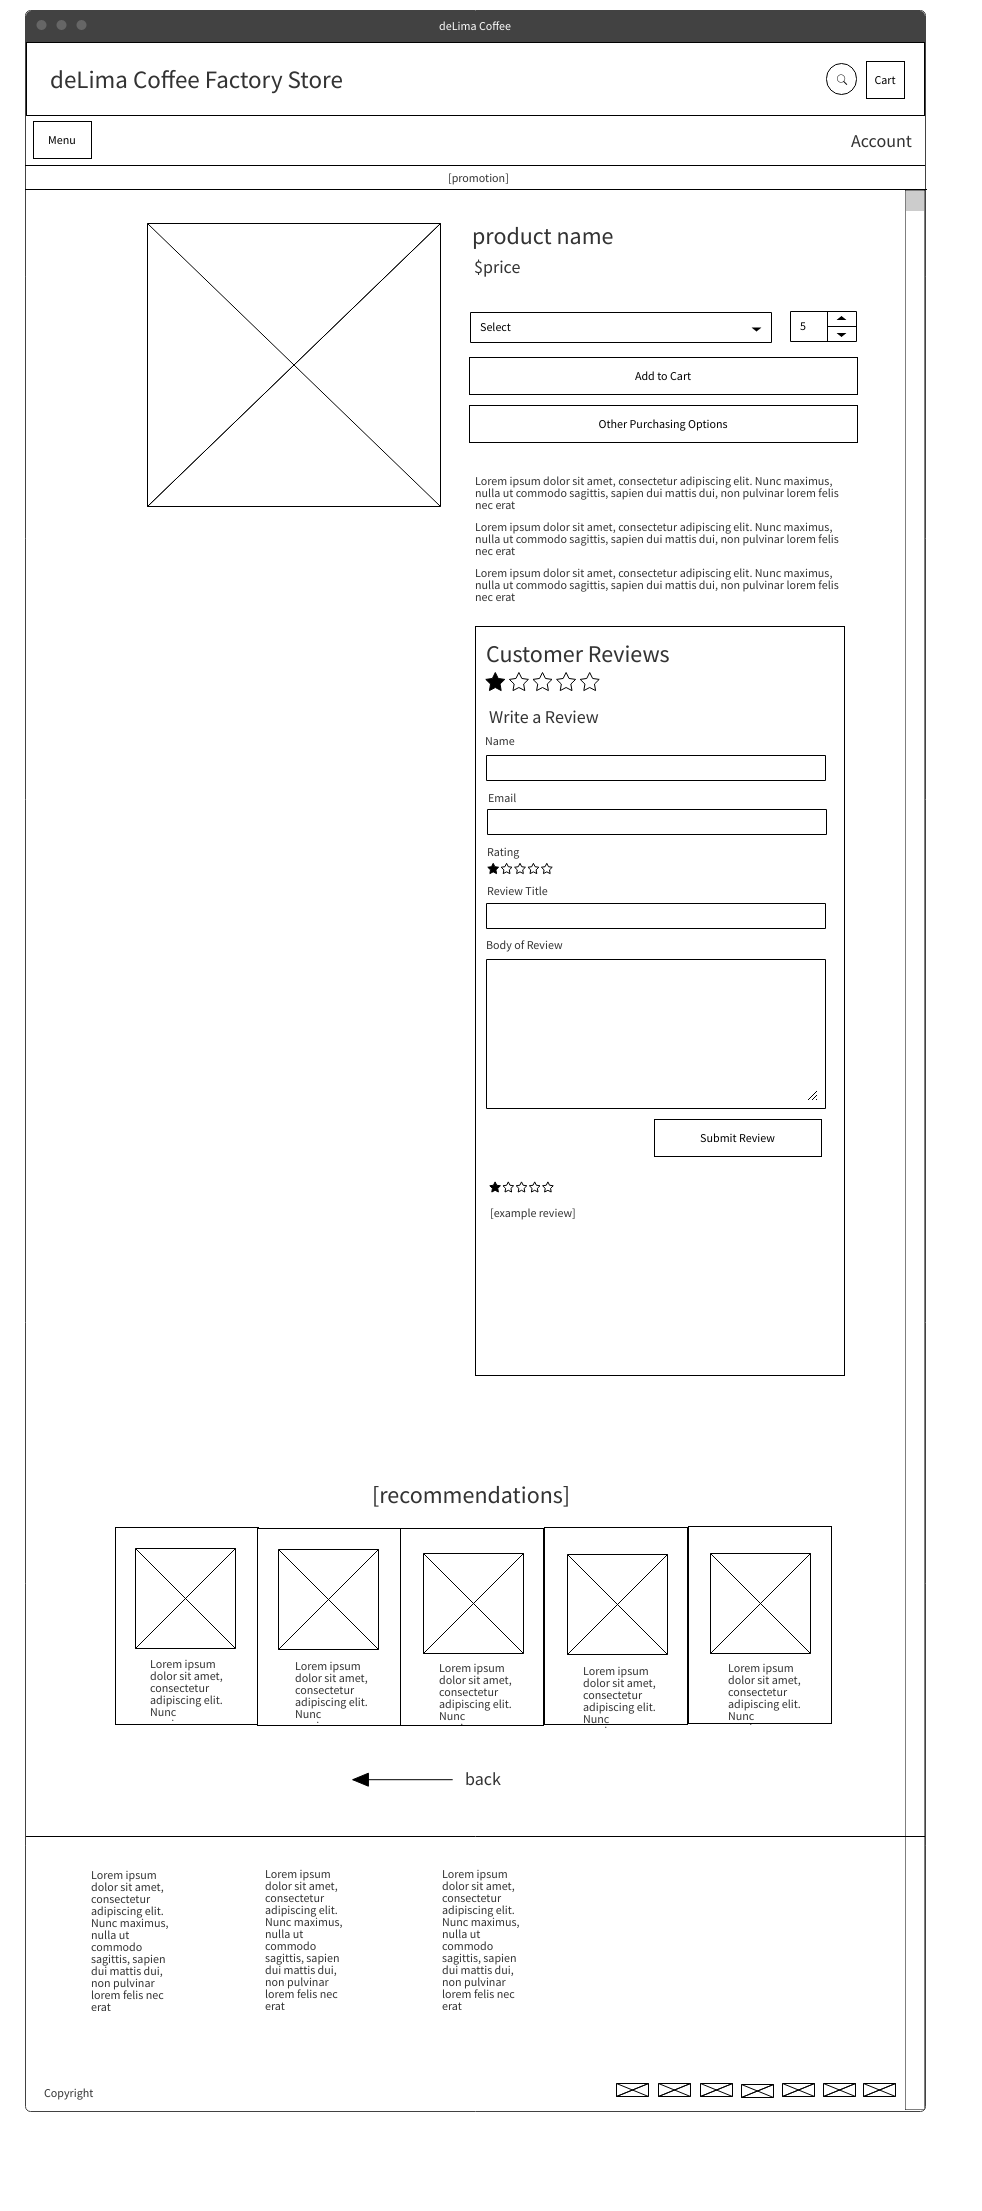 deLima Coffee
deLima Coffee Factory Store
Cart
Menu
Account
[promotion]
product name
$price
Select
5
Add to Cart
Other Purchasing Options
Lorem ipsum dolor sit amet, consectetur adipiscing elit. Nunc maximus,
nulla ut commodo sagittis, sapien dui mattis dui, non pulvinar lorem felis
nec erat
Lorem ipsum dolor sit amet, consectetur adipiscing elit. Nunc maximus,
nulla ut commodo sagittis, sapien dui mattis dui, non pulvinar lorem felis
nec erat
Lorem ipsum dolor sit amet, consectetur adipiscing elit. Nunc maximus,
nulla ut commodo sagittis, sapien dui mattis dui, non pulvinar lorem felis
nec erat
Customer Reviews
Write a Review
Name
Email
Rating
Review Title
Body of Review
Submit Review
[example review]
[recommendations]
Lorem ipsum
dolor sit amet,
consectetur
adipiscing elit.
Nunc
Lorem ipsum
dolor sit amet,
consectetur
adipiscing elit.
Nunc
Lorem ipsum
dolor sit amet,
consectetur
adipiscing elit.
Nunc
Lorem ipsum
dolor sit amet,
consectetur
adipiscing elit.
Nunc
Lorem ipsum
dolor sit amet,
consectetur
adipiscing elit.
Nunc
back
Lorem ipsum
dolor sit amet,
consectetur
adipiscing elit.
Nunc maximus,
nulla ut
commodo
sagittis, sapien
dui mattis dui,
non pulvinar
lorem felis nec
erat
Lorem ipsum
dolor sit amet,
consectetur
adipiscing elit.
Nunc maximus,
nulla ut
commodo
sagittis, sapien
dui mattis dui,
non pulvinar
lorem felis nec
erat
Lorem ipsum
dolor sit amet,
consectetur
adipiscing elit.
Nunc maximus,
nulla ut
commodo
sagittis, sapien
dui mattis dui,
non pulvinar
lorem felis nec
erat
Copyright